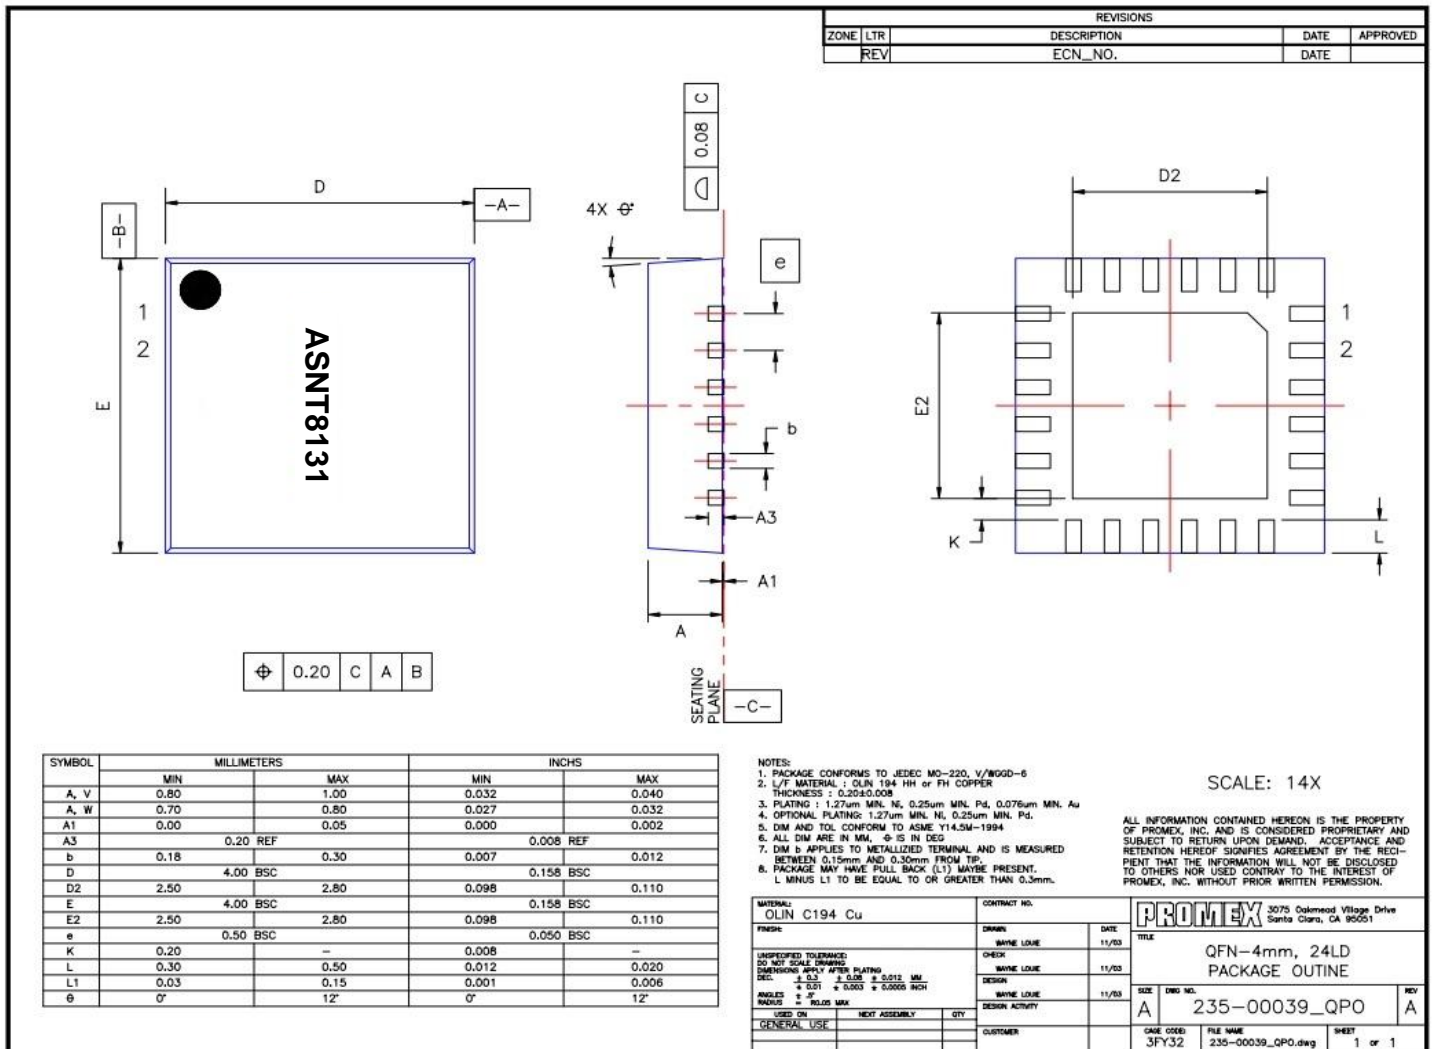 REVISIONS
ZONE LTR DESCRIPTION DATE APPROVED
REV ECN_NO. DATE
⌓ 0.08 C
D
-A-
-B-
4X θ°
e
D2
1
2
ASNT8131
E
b
E2
1
2
A3
K
L
A1
A
⌖ 0.20 C A B
SEATING
PLANE
-C-
SYMBOL MILLIMETERS INCHS
MIN MAX MIN MAX
A, V 0.80 1.00 0.032 0.040
A, W 0.70 0.80 0.027 0.032
A1 0.00 0.05 0.000 0.002
A3 0.20 REF 0.008 REF
b 0.18 0.30 0.007 0.012
D 4.00 BSC 0.158 BSC
D2 2.50 2.80 0.098 0.110
E 4.00 BSC 0.158 BSC
E2 2.50 2.80 0.098 0.110
e 0.50 BSC 0.050 BSC
K 0.20 – 0.008 –
L 0.30 0.50 0.012 0.020
L1 0.03 0.15 0.001 0.006
θ 0° 12° 0° 12°
NOTES:
1. PACKAGE CONFORMS TO JEDEC MO-220, V/WGGD-6
2. L/F MATERIAL : OLIN 194 HH or FH COPPER
THICKNESS : 0.20±0.008
3. PLATING : 1.27um MIN. Ni, 0.25um MIN. Pd, 0.076um MIN. Au
4. OPTIONAL PLATING: 1.27um MIN. Ni, 0.25um MIN. Pd.
5. DIM AND TOL CONFORM TO ASME Y14.5M-1994
6. ALL DIM ARE IN MM, θ IS IN DEG
7. DIM b APPLIES TO METALLIZIED TERMINAL AND IS MEASURED
BETWEEN 0.15mm AND 0.30mm FROM TIP.
8. PACKAGE MAY HAVE PULL BACK (L1) MAYBE PRESENT.
L MINUS L1 TO BE EQUAL TO OR GREATER THAN 0.3mm.
SCALE: 14X
ALL INFORMATION CONTAINED HEREON IS THE PROPERTY
OF PROMEX, INC. AND IS CONSIDERED PROPRIETARY AND
SUBJECT TO RETURN UPON DEMAND. ACCEPTANCE AND
RETENTION HEREOF SIGNIFIES AGREEMENT BY THE RECI-
PIENT THAT THE INFORMATION WILL NOT BE DISCLOSED
TO OTHERS NOR USED CONTRAY TO THE INTEREST OF
PROMEX, INC. WITHOUT PRIOR WRITTEN PERMISSION.
MATERIAL:
OLIN C194 Cu
FINISH:
UNSPECIFIED TOLERANCE:
DO NOT SCALE DRAWING
DIMENSIONS APPLY AFTER PLATING
DEC. ± 0.3 ± 0.08 ± 0.012 MM
± 0.01 ± 0.003 ± 0.0005 INCH
ANGLES ± .5°
RADIUS = R0.05 MAX
USED ON NEXT ASSEMBLY QTY
GENERAL USE
CONTRACT NO.
DRAWN DATE
WAYNE LOUIE 11/03
CHECK
WAYNE LOUIE 11/03
DESIGN
WAYNE LOUIE 11/03
DESIGN ACTIVITY
CUSTOMER
PROMEX 3075 Oakmead Village Drive
Santa Clara, CA 95051
TITLE
QFN-4mm, 24LD
PACKAGE OUTINE
SIZE DWG NO. REV
A 235-00039_QPO A
CAGE CODE: FILE NAME SHEET
3FY32 235-00039_QPO.dwg 1 OF 1